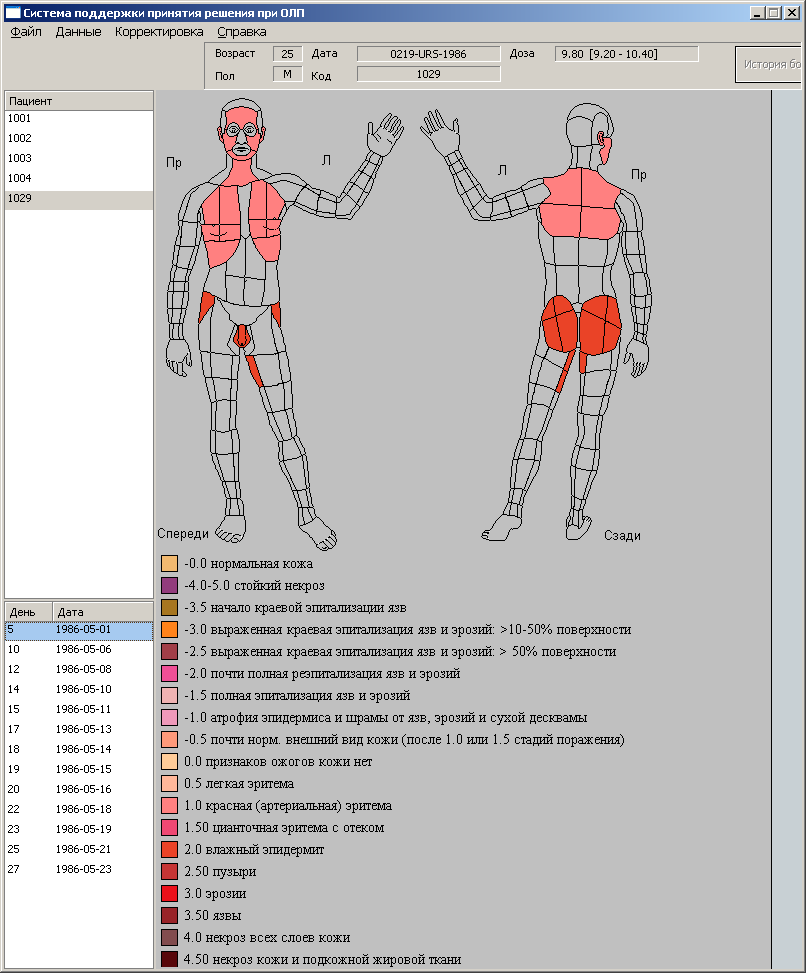 Система поддержки принятия решения при ОЛП
Файл Данные Корректировка Справка
Возраст 25 Дата 0219-URS-1986 Доза 9.80 [9.20 - 10.40]
Пол М Код 1029
История бо
Пациент
1001
1002
1003
1004
1029
Пр Л Л Пр
Спереди Сзади
-0.0 нормальная кожа
-4.0-5.0 стойкий некроз
-3.5 начало краевой эпитализации язв
-3.0 выраженная краевая эпитализация язв и эрозий: >10-50% поверхности
-2.5 выраженная краевая эпитализация язв и эрозий: > 50% поверхности
-2.0 почти полная реэпитализация язв и эрозий
-1.5 полная эпитализация язв и эрозий
-1.0 атрофия эпидермиса и шрамы от язв, эрозий и сухой десквамы
-0.5 почти норм. внешний вид кожи (после 1.0 или 1.5 стадий поражения)
0.0 признаков ожогов кожи нет
0.5 легкая эритема
1.0 красная (артериальная) эритема
1.50 цианточная эритема с отеком
2.0 влажный эпидермит
2.50 пузыри
3.0 эрозии
3.50 язвы
4.0 некроз всех слоев кожи
4.50 некроз кожи и подкожной жировой ткани
День Дата
5 1986-05-01
10 1986-05-06
12 1986-05-08
14 1986-05-10
15 1986-05-11
17 1986-05-13
18 1986-05-14
19 1986-05-15
20 1986-05-16
22 1986-05-18
23 1986-05-19
25 1986-05-21
27 1986-05-23